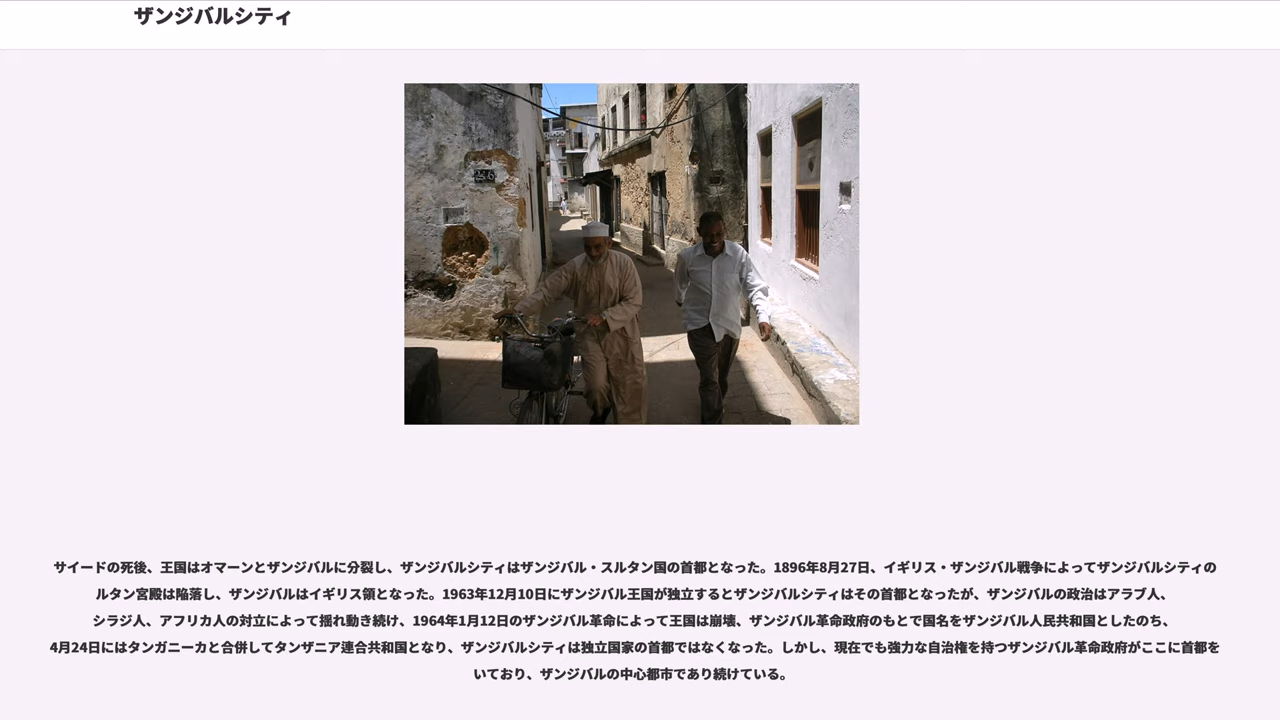 ザンジバルシティ
246
サイードの死後、王国はオマーンとザンジバルに分裂し、ザンジバルシティはザンジバル・スルタン国の首都となった。1896年8月27日、イギリス・ザンジバル戦争によってザンジバルシティの
ルタン宮殿は陥落し、ザンジバルはイギリス領となった。1963年12月10日にザンジバル王国が独立するとザンジバルシティはその首都となったが、ザンジバルの政治はアラブ人、
シラジ人、アフリカ人の対立によって揺れ動き続け、1964年1月12日のザンジバル革命によって王国は崩壊、ザンジバル革命政府のもとで国名をザンジバル人民共和国としたのち、
4月24日にはタンガニーカと合併してタンザニア連合共和国となり、ザンジバルシティは独立国家の首都ではなくなった。しかし、現在でも強力な自治権を持つザンジバル革命政府がここに首都を
いており、ザンジバルの中心都市であり続けている。